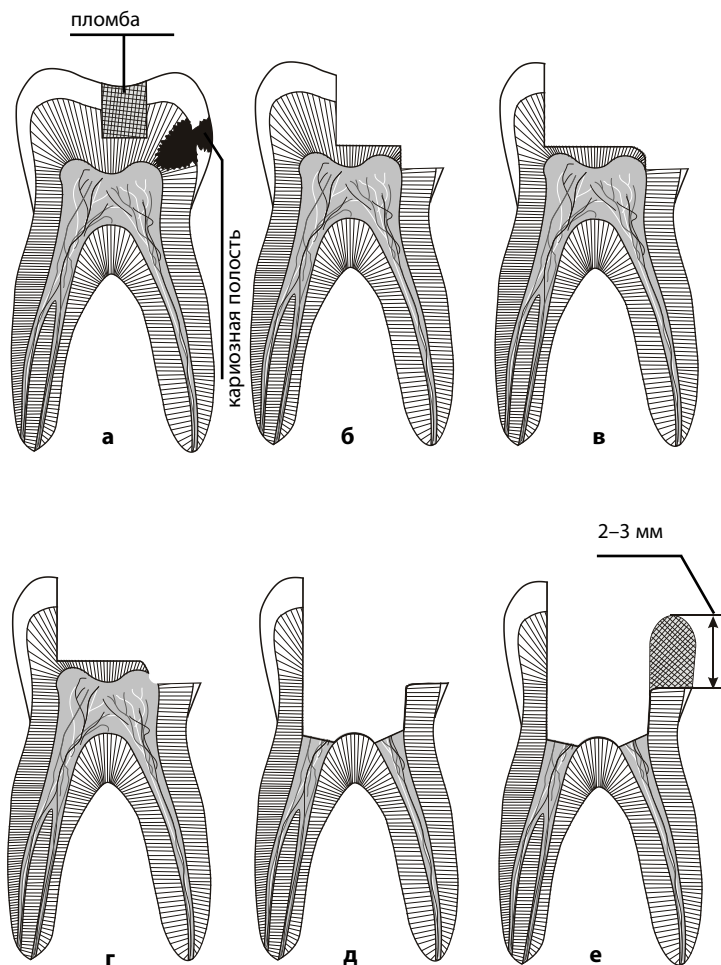 пломба
кариозная полость
а
б
в
2–3 мм
г
д
е